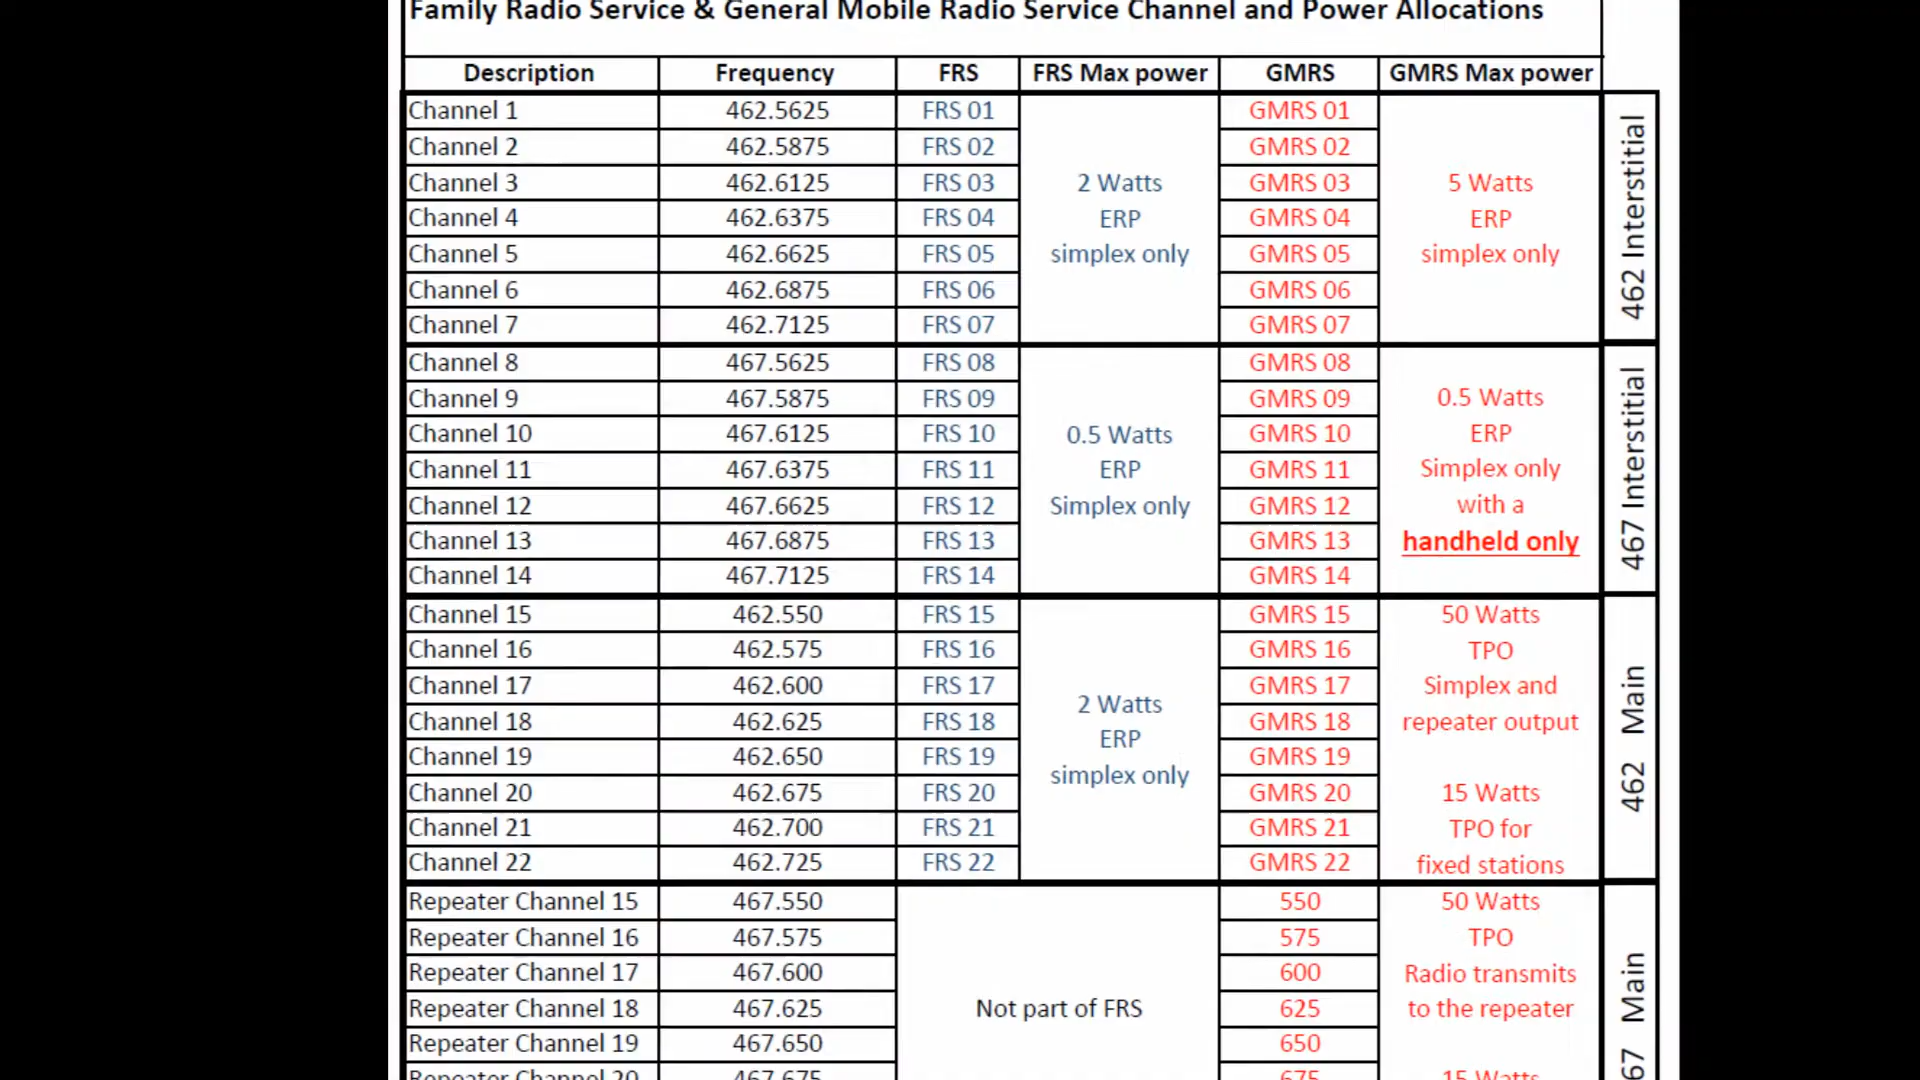 Family Radio Service & General Mobile Radio Service Channel and Power Allocations
Description Frequency FRS FRS Max power GMRS GMRS Max power
Channel 1 462.5625 FRS 01 GMRS 01
Channel 2 462.5875 FRS 02 GMRS 02
Channel 3 462.6125 FRS 03 2 Watts GMRS 03 5 Watts
Channel 4 462.6375 FRS 04 ERP GMRS 04 ERP
Channel 5 462.6625 FRS 05 simplex only GMRS 05 simplex only
Channel 6 462.6875 FRS 06 GMRS 06
Channel 7 462.7125 FRS 07 GMRS 07
462 Interstitial
Channel 8 467.5625 FRS 08 GMRS 08
Channel 9 467.5875 FRS 09 GMRS 09 0.5 Watts
Channel 10 467.6125 FRS 10 0.5 Watts GMRS 10 ERP
Channel 11 467.6375 FRS 11 ERP GMRS 11 Simplex only
Channel 12 467.6625 FRS 12 Simplex only GMRS 12 with a
Channel 13 467.6875 FRS 13 GMRS 13 handheld only
Channel 14 467.7125 FRS 14 GMRS 14
467 Interstitial
Channel 15 462.550 FRS 15 GMRS 15 50 Watts
Channel 16 462.575 FRS 16 GMRS 16 TPO
Channel 17 462.600 FRS 17 2 Watts GMRS 17 Simplex and
Channel 18 462.625 FRS 18 ERP GMRS 18 repeater output
Channel 19 462.650 FRS 19 simplex only GMRS 19
Channel 20 462.675 FRS 20 GMRS 20 15 Watts
Channel 21 462.700 FRS 21 GMRS 21 TPO for
Channel 22 462.725 FRS 22 GMRS 22 fixed stations
462 Main
Repeater Channel 15 467.550 550 50 Watts
Repeater Channel 16 467.575 575 TPO
Repeater Channel 17 467.600 600 Radio transmits
Repeater Channel 18 467.625 Not part of FRS 625 to the repeater
Repeater Channel 19 467.650 650
Repeater Channel 20 467.675 675 15 Watts
67 Main